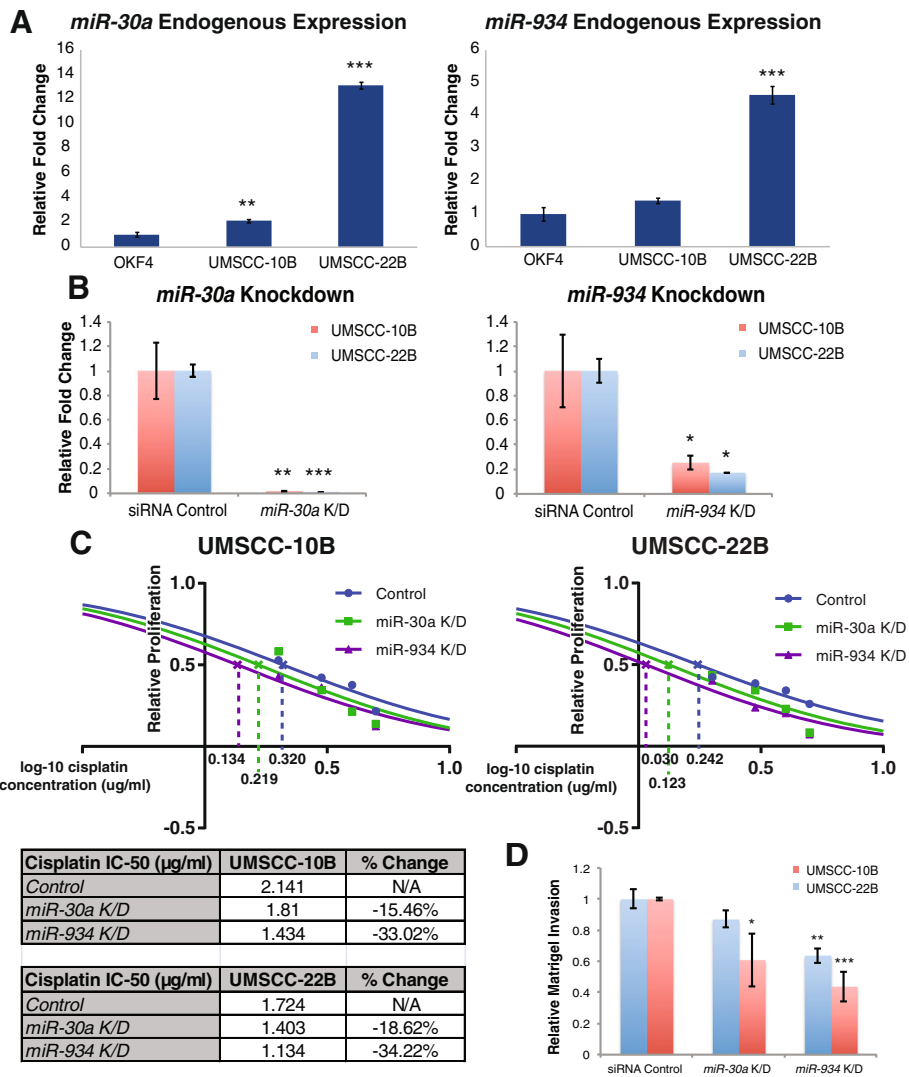 A
miR-30a Endogenous Expression
miR-934 Endogenous Expression
Relative Fold Change
16
14
12
10
8
6
4
2
0
**
***
OKF4
UMSCC-10B
UMSCC-22B
Relative Fold Change
6
5
4
3
2
1
0
***
OKF4
UMSCC-10B
UMSCC-22B
B
miR-30a Knockdown
miR-934 Knockdown
Relative Fold Change
1.4
1.2
1
0.8
0.6
0.4
0.2
0
UMSCC-10B
UMSCC-22B
** ***
siRNA Control
miR-30a K/D
1.4
1.2
1
0.8
0.6
0.4
0.2
0
UMSCC-10B
UMSCC-22B
* *
siRNA Control
miR-934 K/D
C
UMSCC-10B
UMSCC-22B
Relative Proliferation
1.0
0.5
-0.5
Control
miR-30a K/D
miR-934 K/D
0.134
0.320
0.219
0.5
1.0
log-10 cisplatin
concentration (ug/ml)
Relative Proliferation
1.0
0.5
-0.5
Control
miR-30a K/D
miR-934 K/D
0.030
0.242
0.123
0.5
1.0
log-10 cisplatin
concentration (ug/ml)
Cisplatin IC-50 (µg/ml) UMSCC-10B % Change
Control 2.141 N/A
miR-30a K/D 1.81 -15.46%
miR-934 K/D 1.434 -33.02%
Cisplatin IC-50 (µg/ml) UMSCC-22B % Change
Control 1.724 N/A
miR-30a K/D 1.403 -18.62%
miR-934 K/D 1.134 -34.22%
D
Relative Matrigel Invasion
1.2
1
0.8
0.6
0.4
0.2
0
UMSCC-10B
UMSCC-22B
*
**
***
siRNA Control
miR-30a K/D
miR-934 K/D